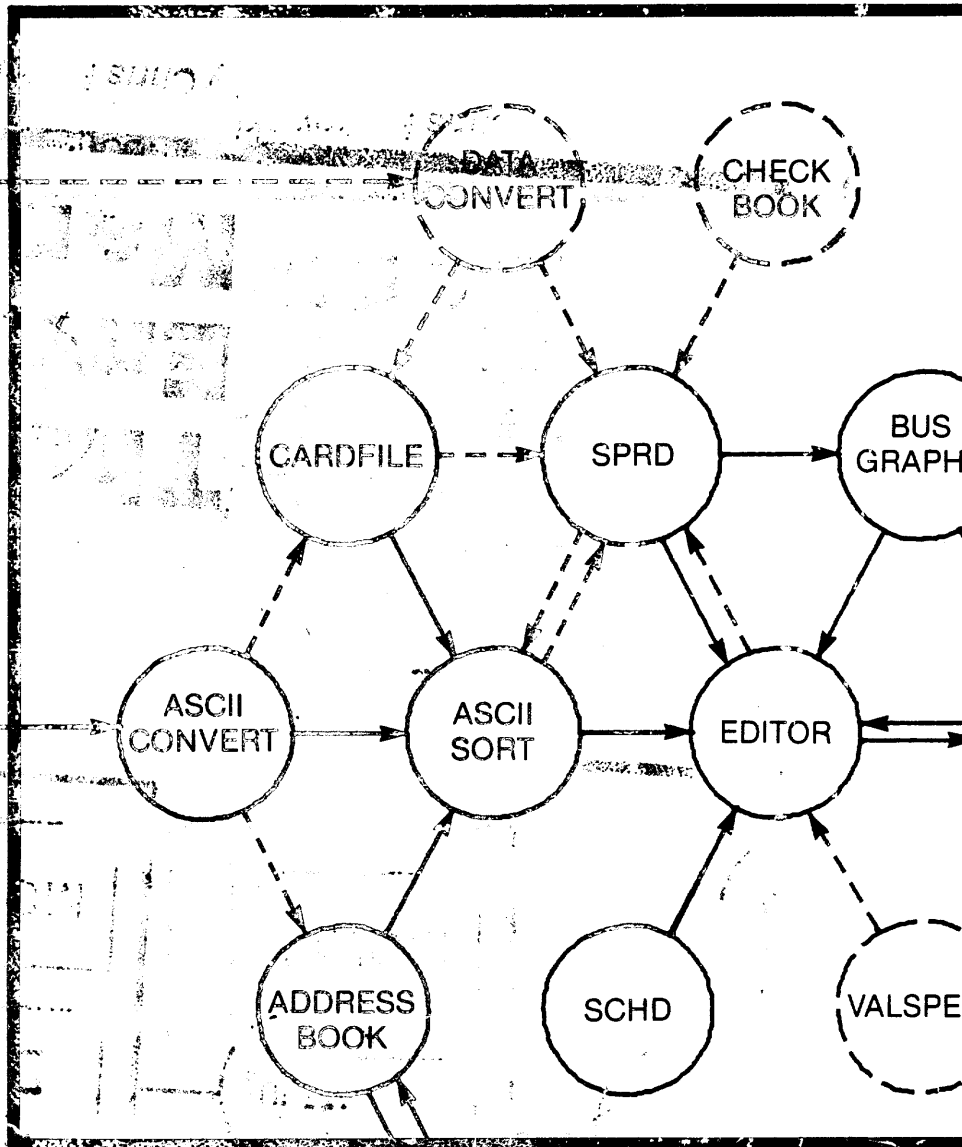 DATA
CONVERT
CHECK
BOOK
CARDFILE
SPRD
BUS
GRAPH
ASCII
CONVERT
ASCII
SORT
EDITOR
ADDRESS
BOOK
SCHD
VALSPE